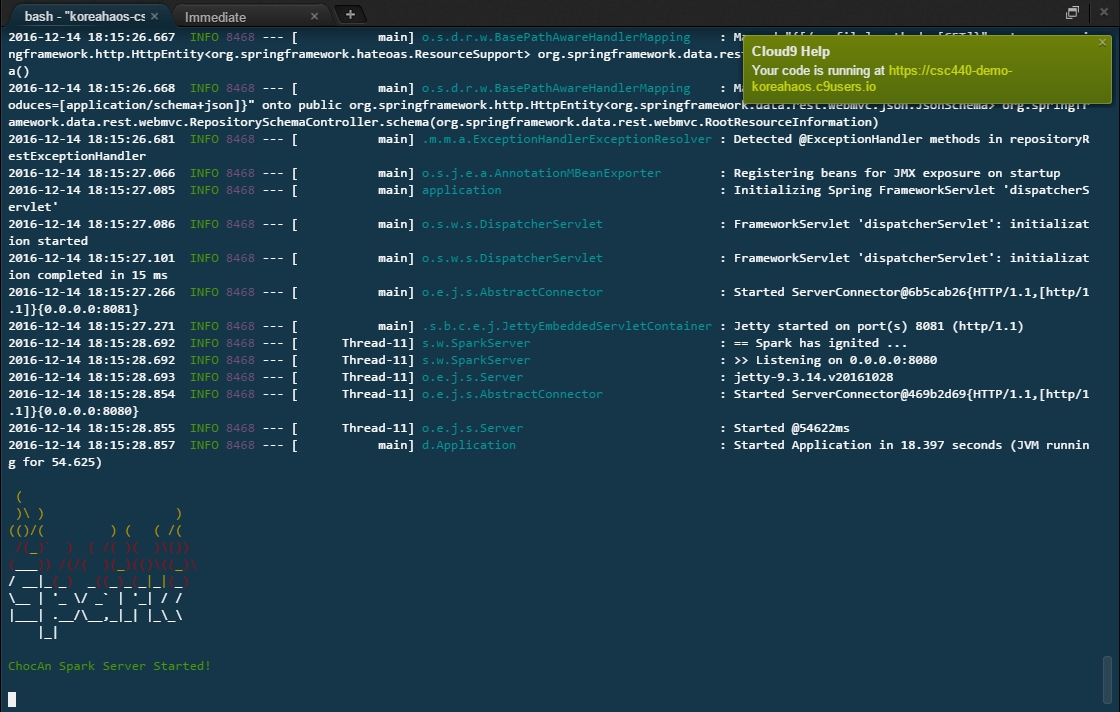 bash - "koreahaos-cs × Immediate × +
2016-12-14 18:15:26.667 INFO 8468 --- [ main] o.s.d.r.w.BasePathAwareHandlerMapping :
ngframework.http.HttpEntity<org.springframework.hateoas.ResourceSupport> org.springframework.data.res
a()
2016-12-14 18:15:26.668 INFO 8468 --- [ main] o.s.d.r.w.BasePathAwareHandlerMapping :
oduces=[application/schema+json]}" onto public org.springframework.http.HttpEntity<org.springframework.data.rest.webmvc.json.JsonSchema> org.springfr
amework.data.rest.webmvc.RepositorySchemaController.schema(org.springframework.data.rest.webmvc.RootResourceInformation)
2016-12-14 18:15:26.681 INFO 8468 --- [ main] .m.m.a.ExceptionHandlerExceptionResolver : Detected @ExceptionHandler methods in repositoryR
estExceptionHandler
2016-12-14 18:15:27.066 INFO 8468 --- [ main] o.s.j.e.a.AnnotationMBeanExporter : Registering beans for JMX exposure on startup
2016-12-14 18:15:27.085 INFO 8468 --- [ main] application : Initializing Spring FrameworkServlet 'dispatcherS
ervlet'
2016-12-14 18:15:27.086 INFO 8468 --- [ main] o.s.w.s.DispatcherServlet : FrameworkServlet 'dispatcherServlet': initializat
ion started
2016-12-14 18:15:27.101 INFO 8468 --- [ main] o.s.w.s.DispatcherServlet : FrameworkServlet 'dispatcherServlet': initializat
ion completed in 15 ms
2016-12-14 18:15:27.266 INFO 8468 --- [ main] o.e.j.s.AbstractConnector : Started ServerConnector@6b5cab26{HTTP/1.1,[http/1
.1]}{0.0.0.0:8081}
2016-12-14 18:15:27.271 INFO 8468 --- [ main] .s.b.c.e.j.JettyEmbeddedServletContainer : Jetty started on port(s) 8081 (http/1.1)
2016-12-14 18:15:28.692 INFO 8468 --- [ Thread-11] s.w.SparkServer : == Spark has ignited ...
2016-12-14 18:15:28.692 INFO 8468 --- [ Thread-11] s.w.SparkServer : >> Listening on 0.0.0.0:8080
2016-12-14 18:15:28.693 INFO 8468 --- [ Thread-11] o.e.j.s.Server : jetty-9.3.14.v20161028
2016-12-14 18:15:28.854 INFO 8468 --- [ Thread-11] o.e.j.s.AbstractConnector : Started ServerConnector@469b2d69{HTTP/1.1,[http/1
.1]}{0.0.0.0:8080}
2016-12-14 18:15:28.855 INFO 8468 --- [ Thread-11] o.e.j.s.Server : Started @54622ms
2016-12-14 18:15:28.857 INFO 8468 --- [ main] d.Application : Started Application in 18.397 seconds (JVM runnin
g for 54.625)
ChocAn Spark Server Started!
Cloud9 Help
Your code is running at https://csc440-demo-
koreahaos.c9users.io